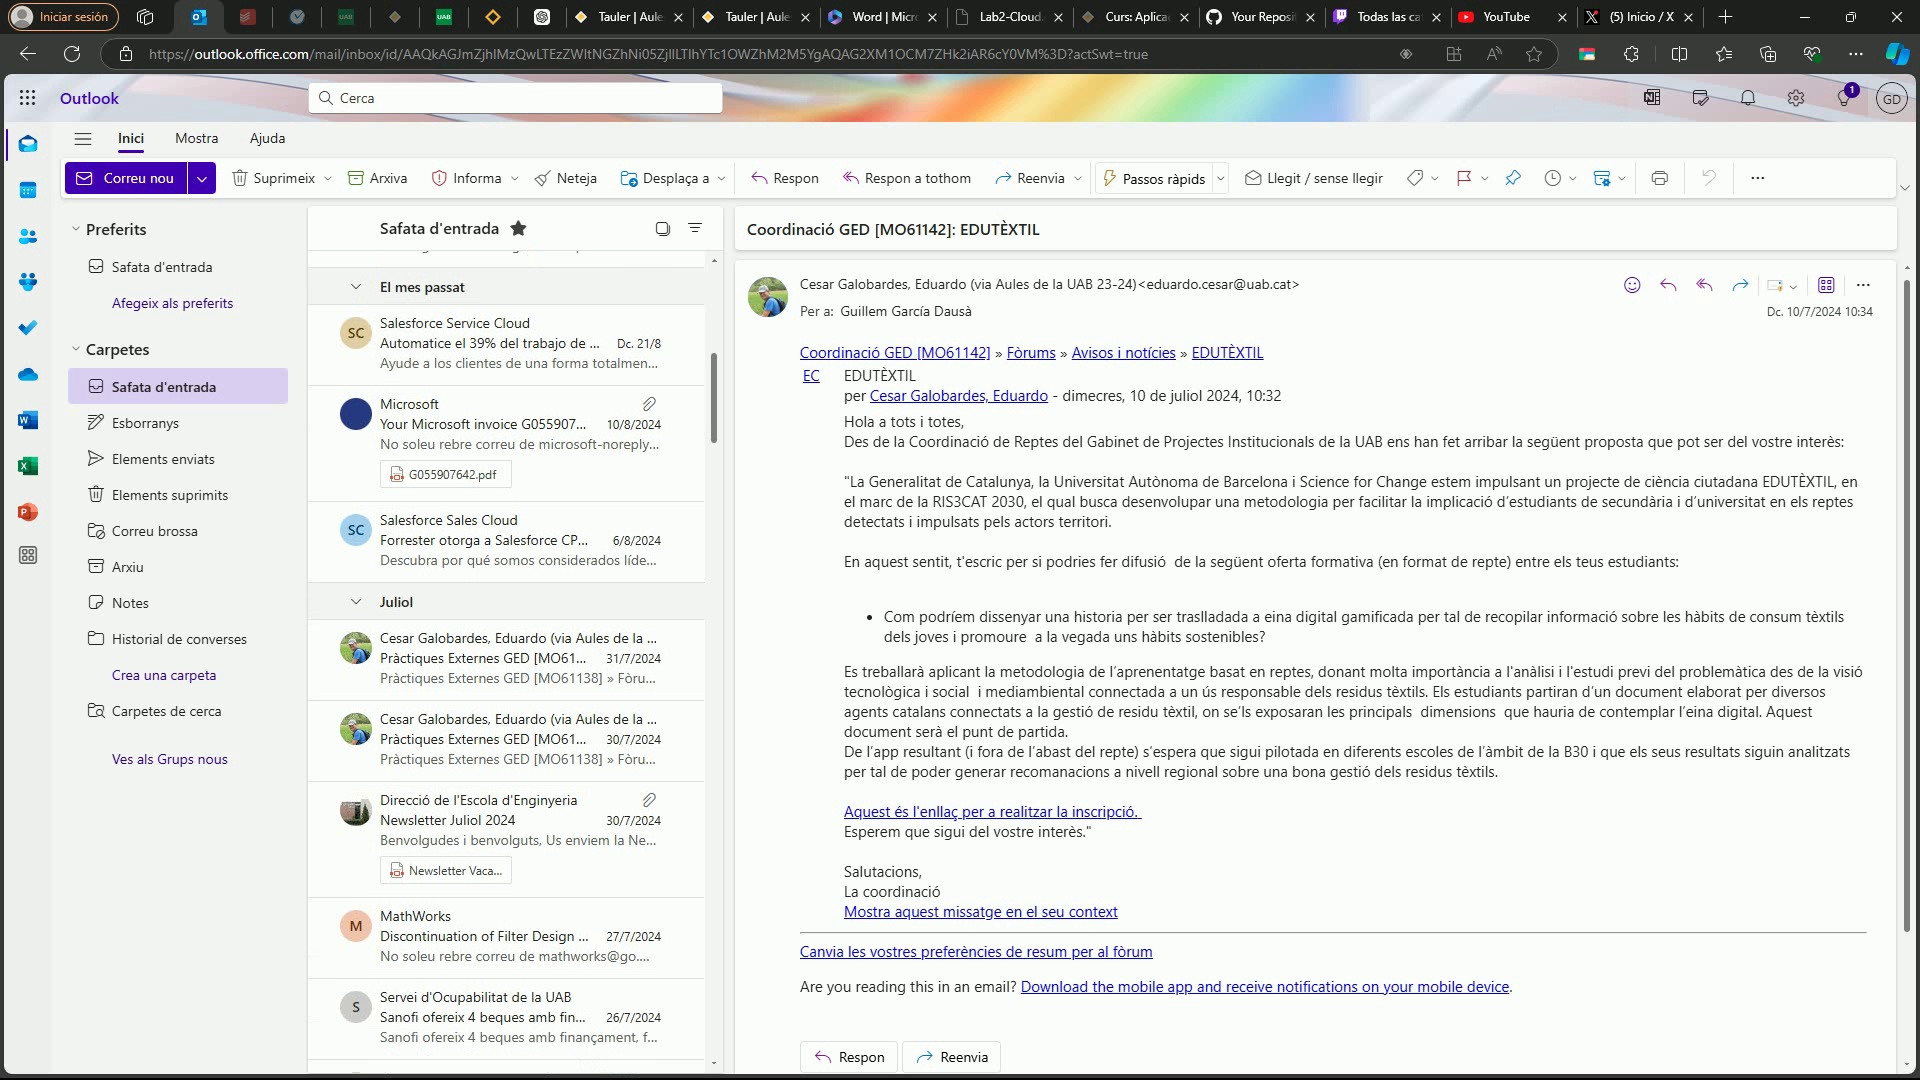 Iniciar sesión
Tauler | Aule
Tauler | Aule
Word | Micr
Lab2-Cloud
Curs: Aplica
Your Reposi
Todas las ca
YouTube
(5) Inicio / X
Outlook
Cerca
1
GD
Inici
Mostra
Ajuda
Correu nou
Suprimeix
Arxiva
Informa
Neteja
Desplaça a
Respon
Respon a tothom
Reenvia
Passos ràpids
Llegit / sense llegir
Preferits
Safata d'entrada
Afegeix als preferits
Carpetes
Safata d'entrada
Esborranys
Elements enviats
Elements suprimits
Correu brossa
Arxiu
Notes
Historial de converses
Crea una carpeta
Carpetes de cerca
Ves als Grups nous
Safata d'entrada
El mes passat
SC
Salesforce Service Cloud
Automatice el 39% del trabajo de ... Dc. 21/8
Ayude a los clientes de una forma totalmen...
Microsoft
Your Microsoft invoice G055907... 10/8/2024
No soleu rebre correu de microsoft-noreply...
G055907642.pdf
SC
Salesforce Sales Cloud
Forrester otorga a Salesforce CP... 6/8/2024
Descubra por qué somos considerados líde...
Juliol
Cesar Galobardes, Eduardo (via Aules de la ...
Pràctiques Externes GED [MO61... 31/7/2024
Pràctiques Externes GED [MO61138] » Fòru...
Cesar Galobardes, Eduardo (via Aules de la ...
Pràctiques Externes GED [MO61... 30/7/2024
Pràctiques Externes GED [MO61138] » Fòru...
Direcció de l'Escola d'Enginyeria
Newsletter Juliol 2024 30/7/2024
Benvolgudes i benvolguts, Us enviem la Ne...
Newsletter Vaca...
M
MathWorks
Discontinuation of Filter Design ... 27/7/2024
No soleu rebre correu de mathworks@go....
S
Servei d'Ocupabilitat de la UAB
Sanofi ofereix 4 beques amb fin... 26/7/2024
Sanofi ofereix 4 beques amb finançament, f...
Coordinació GED [MO61142]: EDUTÈXTIL
Cesar Galobardes, Eduardo (via Aules de la UAB 23-24)<eduardo.cesar@uab.cat>
Per a: Guillem García Dausà
Dc. 10/7/2024 10:34
Coordinació GED [MO61142] » Fòrums » Avisos i notícies » EDUTÈXTIL
EC EDUTÈXTIL
per Cesar Galobardes, Eduardo - dimecres, 10 de juliol 2024, 10:32
Hola a tots i totes,
Des de la Coordinació de Reptes del Gabinet de Projectes Institucionals de la UAB ens han fet arribar la següent proposta que pot ser del vostre interès:
"La Generalitat de Catalunya, la Universitat Autònoma de Barcelona i Science for Change estem impulsant un projecte de ciència ciutadana EDUTÈXTIL, en
el marc de la RIS3CAT 2030, el qual busca desenvolupar una metodologia per facilitar la implicació d'estudiants de secundària i d'universitat en els reptes
detectats i impulsats pels actors territori.
En aquest sentit, t'escric per si podries fer difusió de la següent oferta formativa (en format de repte) entre els teus estudiants:
• Com podríem dissenyar una historia per ser traslladada a eina digital gamificada per tal de recopilar informació sobre les hàbits de consum tèxtils
dels joves i promoure a la vegada uns hàbits sostenibles?
Es treballarà aplicant la metodologia de l'aprenentatge basat en reptes, donant molta importància a l'anàlisi i l'estudi previ del problemàtica des de la visió
tecnològica i social i mediambiental connectada a un ús responsable dels residus tèxtils. Els estudiants partiran d'un document elaborat per diversos
agents catalans connectats a la gestió de residu tèxtil, on se'ls exposaran les principals dimensions que hauria de contemplar l'eina digital. Aquest
document serà el punt de partida.
De l'app resultant (i fora de l'abast del repte) s'espera que sigui pilotada en diferents escoles de l'àmbit de la B30 i que els seus resultats siguin analitzats
per tal de poder generar recomanacions a nivell regional sobre una bona gestió dels residus tèxtils.
Aquest és l'enllaç per a realitzar la inscripció.
Esperem que sigui del vostre interès."
Salutacions,
La coordinació
Mostra aquest missatge en el seu context
Canvia les vostres preferències de resum per al fòrum
Are you reading this in an email? Download the mobile app and receive notifications on your mobile device.
Respon
Reenvia